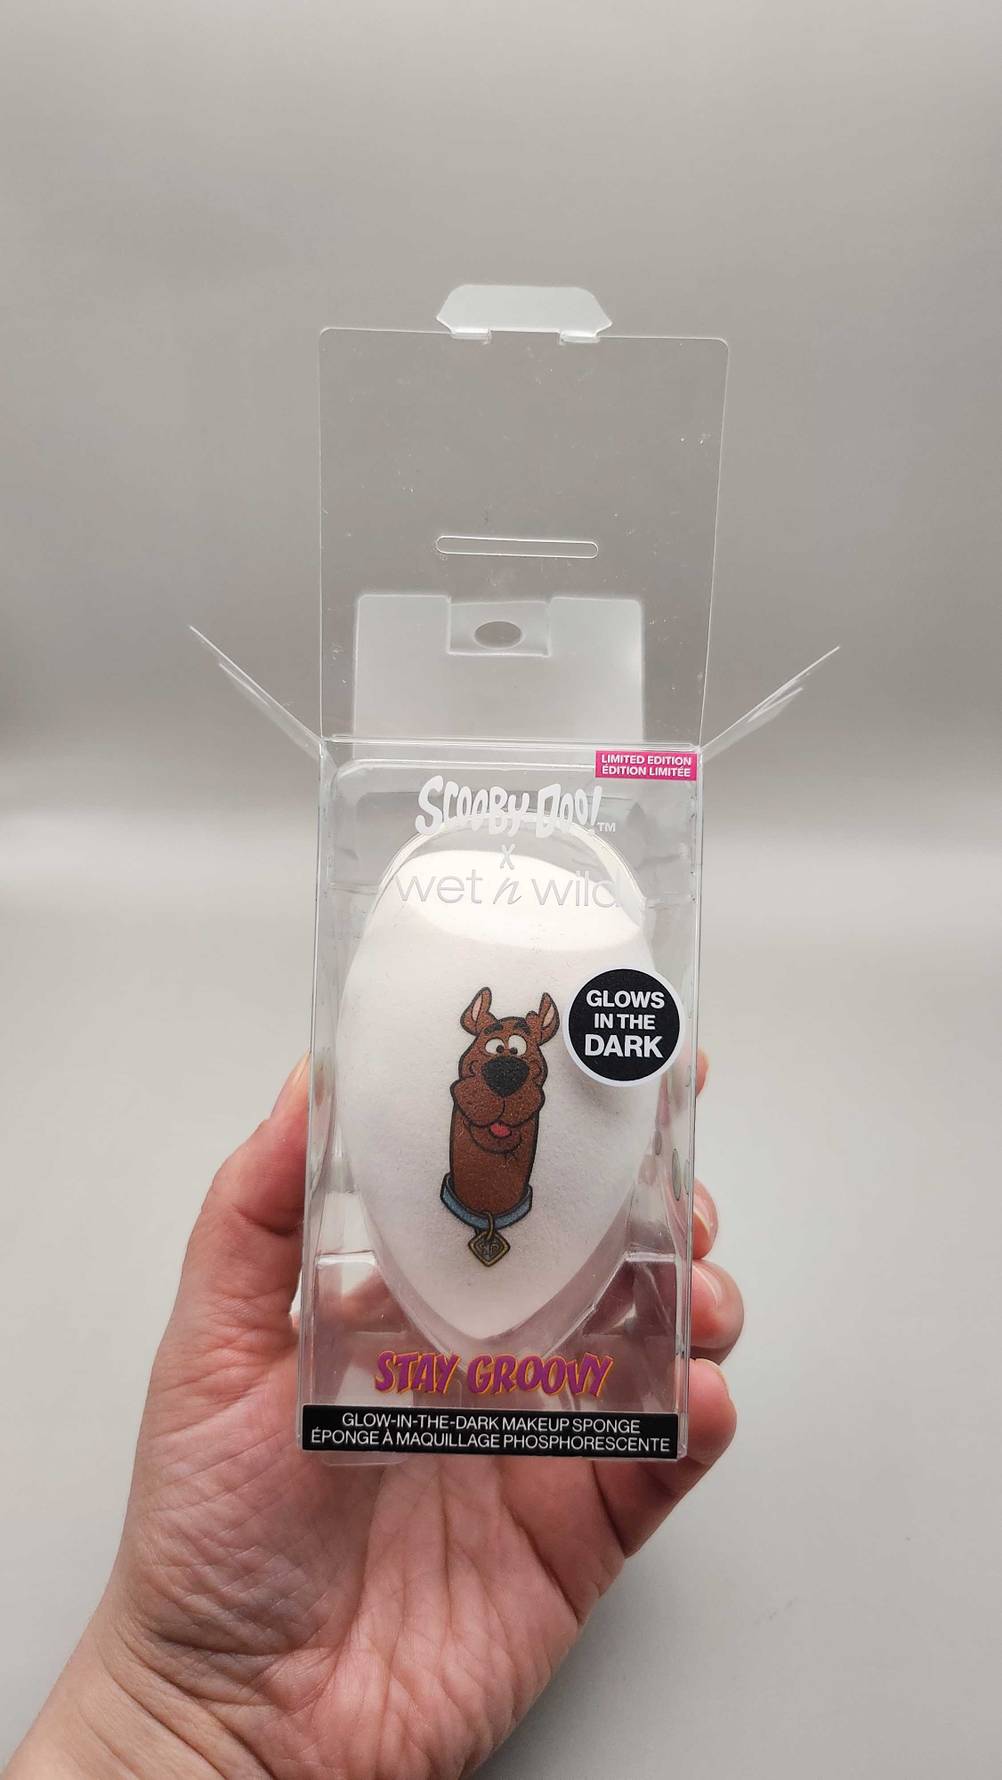 LIMITED EDITION
ÉDITION LIMITÉE
SCOOBY-DOO!™
X
wet n wild
GLOWS
IN THE
DARK
STAY GROOVY
GLOW-IN-THE-DARK MAKEUP SPONGE
ÉPONGE À MAQUILLAGE PHOSPHORESCENTE